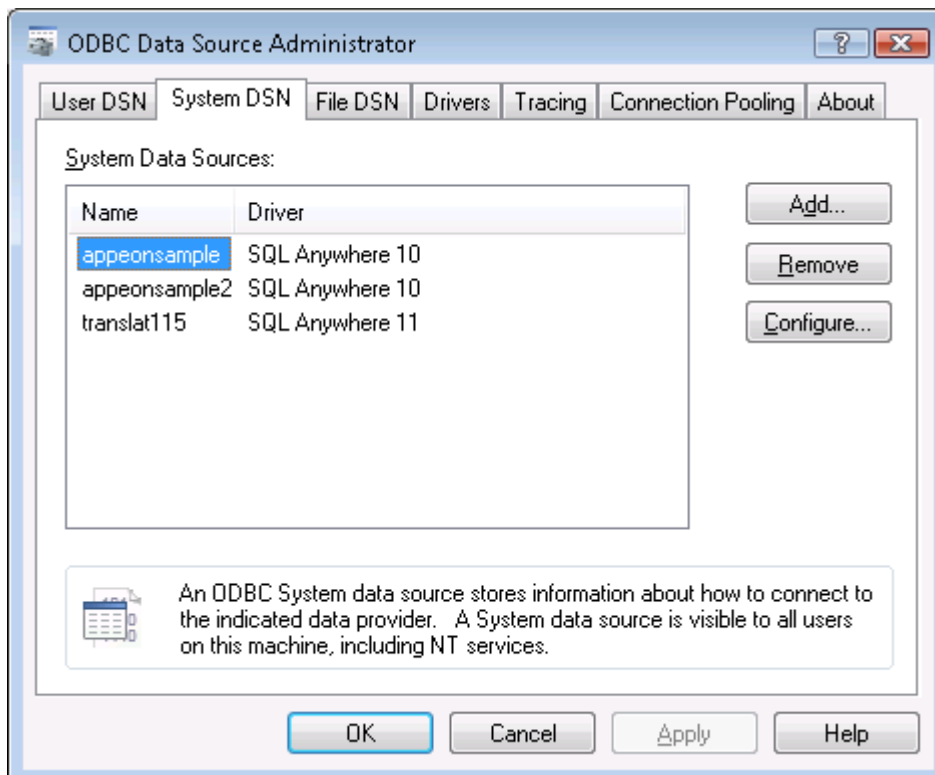 ODBC Data Source Administrator
User DSN System DSN File DSN Drivers Tracing Connection Pooling About
System Data Sources:
Name Driver
appeonsample SQL Anywhere 10
appeonsample2 SQL Anywhere 10
translat115 SQL Anywhere 11
Add...
Remove
Configure...
An ODBC System data source stores information about how to connect to
the indicated data provider. A System data source is visible to all users
on this machine, including NT services.
OK Cancel Apply Help